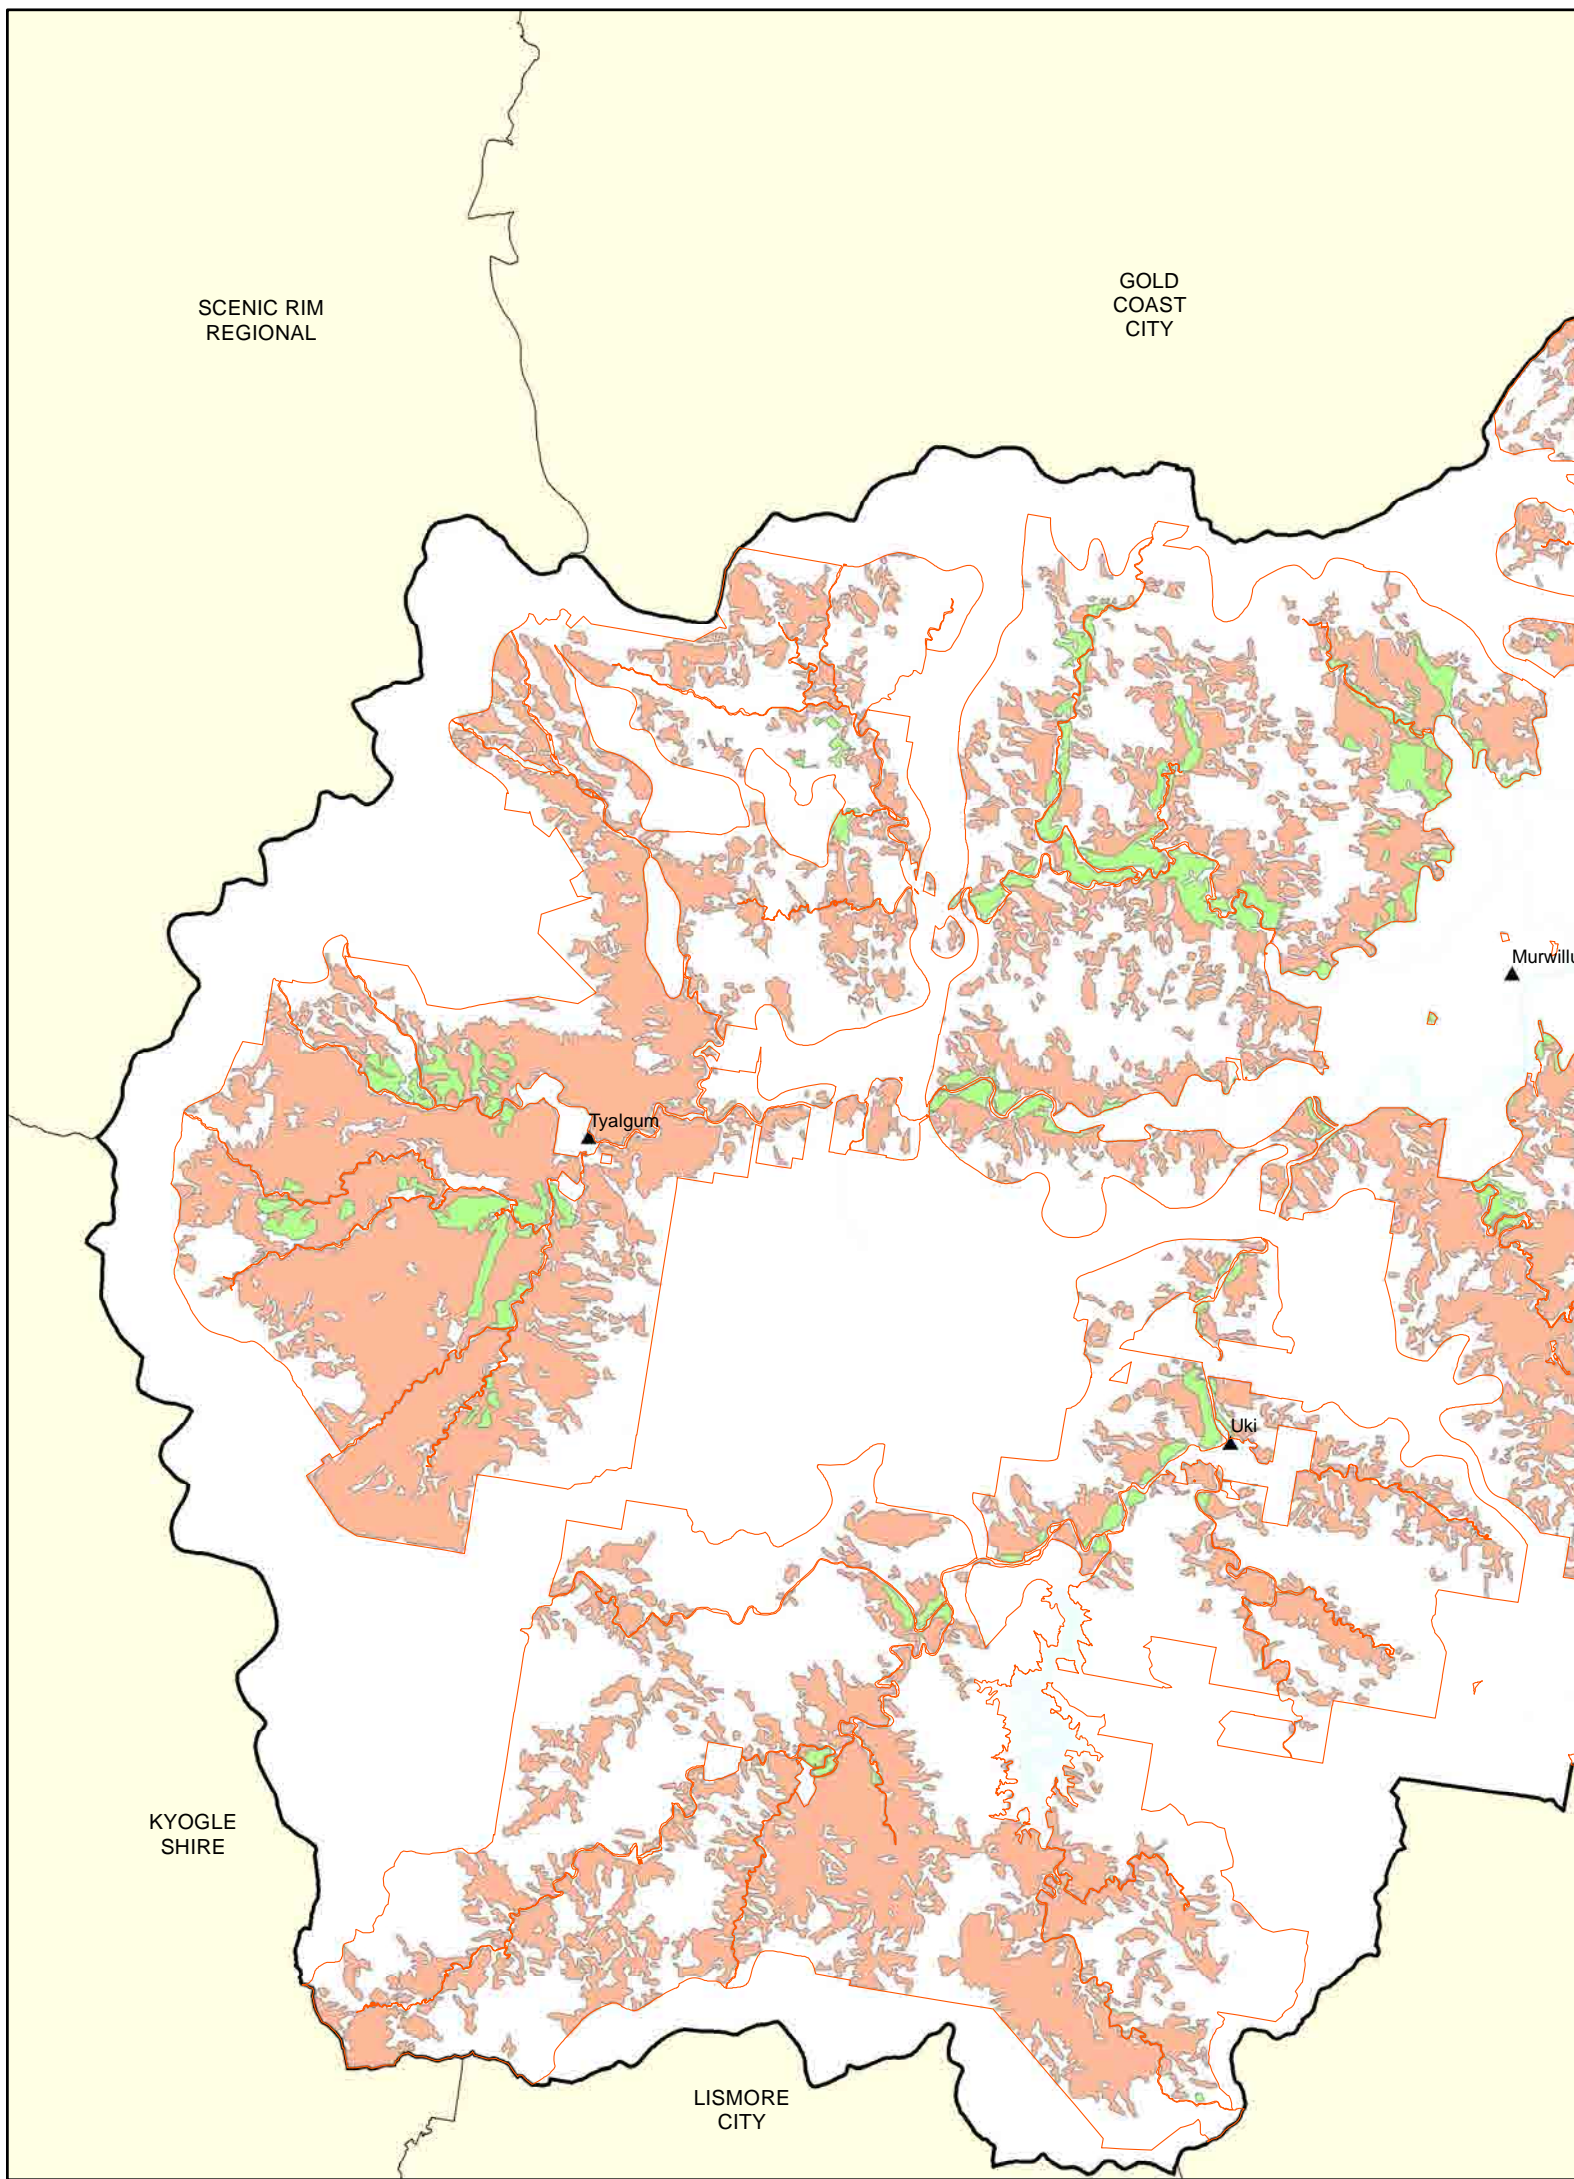 SCENIC RIM
REGIONAL
GOLD
COAST
CITY
Murwillu
Tyalgum
Uki
KYOGLE
SHIRE
LISMORE
CITY